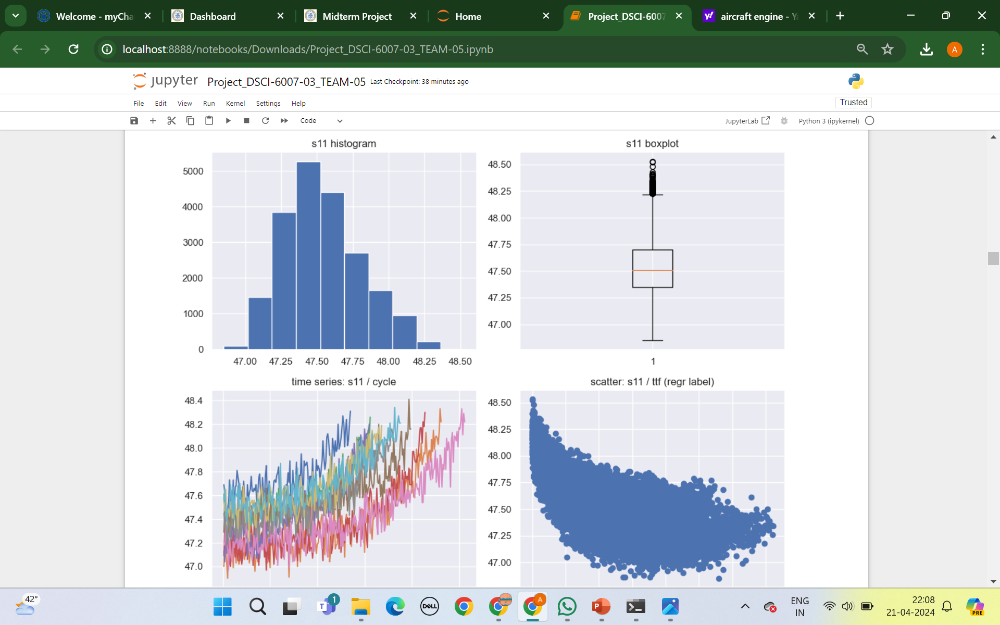 Welcome - myCha
Dashboard
Midterm Project
Home
Project_DSCI-6007
aircraft engine - Ya
localhost:8888/notebooks/Downloads/Project_DSCI-6007-03_TEAM-05.ipynb
A
jupyter
Project_DSCI-6007-03_TEAM-05 Last Checkpoint: 38 minutes ago
File Edit View Run Kernel Settings Help
Trusted
Code
JupyterLab
Python 3 (ipykernel)
s11 histogram
5000
4000
3000
2000
1000
0
47.00 47.25 47.50 47.75 48.00 48.25 48.50
s11 boxplot
48.50
48.25
48.00
47.75
47.50
47.25
47.00
1
time series: s11 / cycle
48.4
48.2
48.0
47.8
47.6
47.4
47.2
47.0
scatter: s11 / ttf (regr label)
48.50
48.25
48.00
47.75
47.50
47.25
47.00
42°
1
T
DELL
A
P
ENG
IN
22:08
21-04-2024
PRE